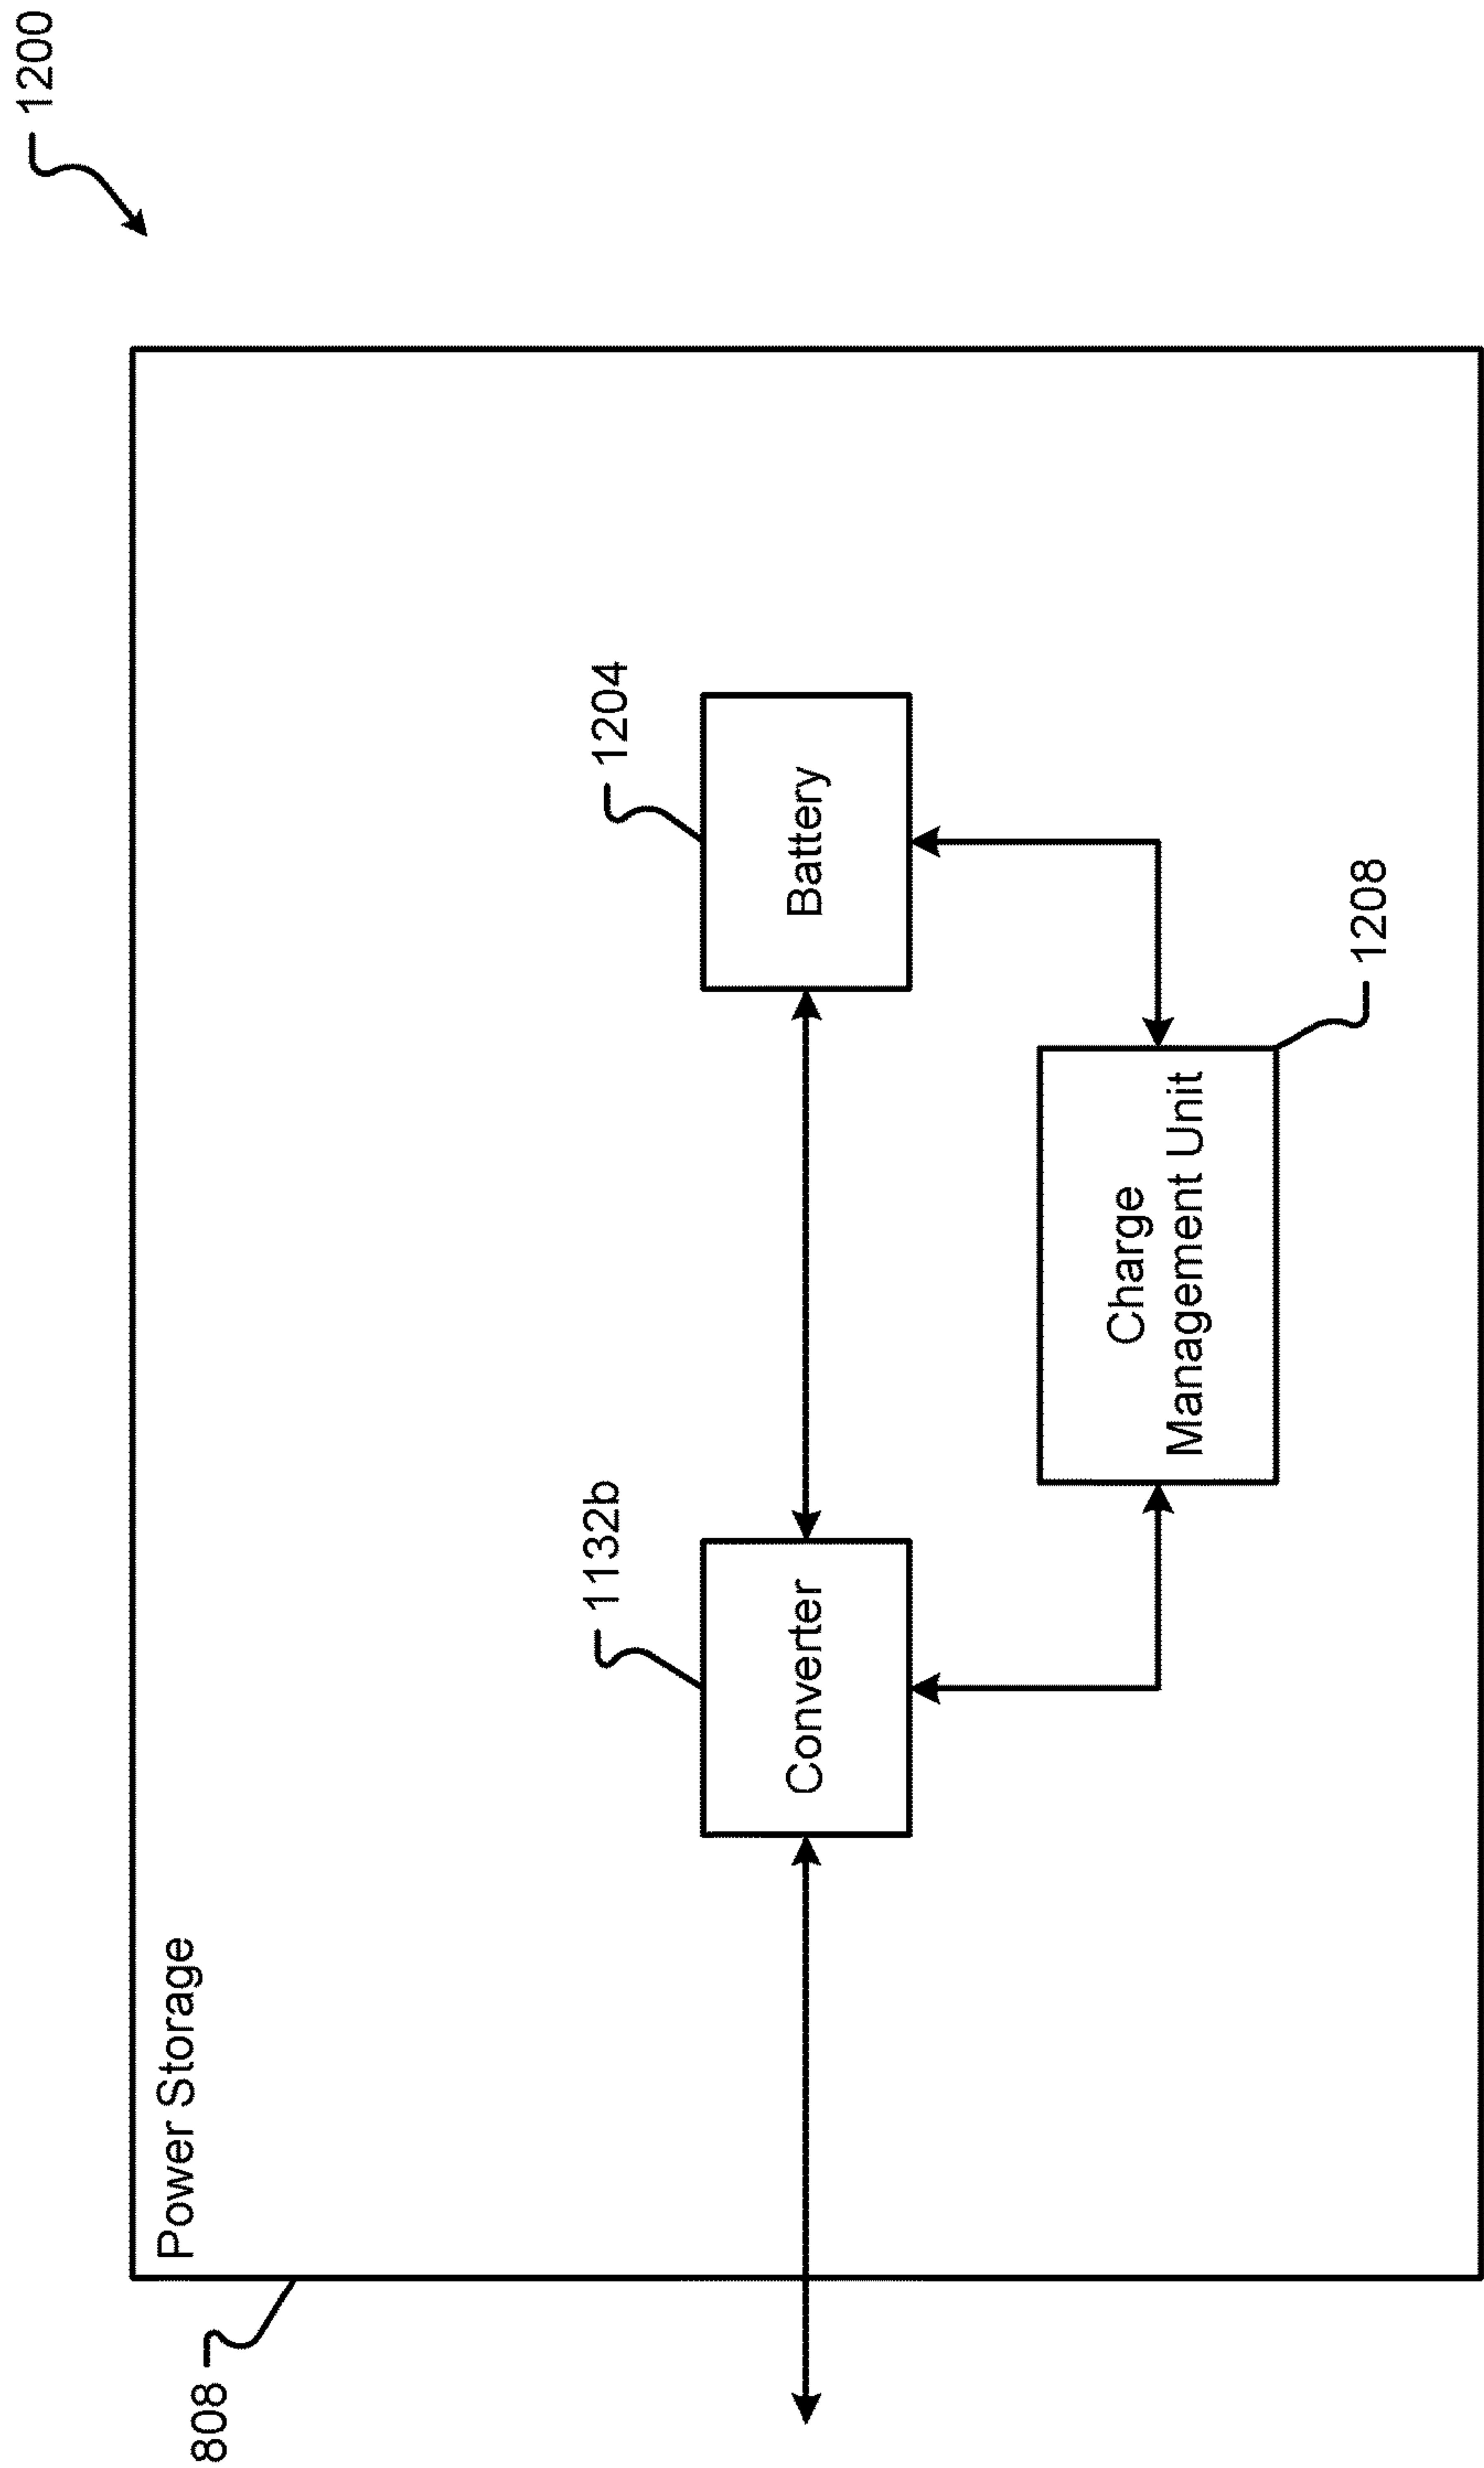 1200
808
Power Storage
1132b
1204
Converter
Battery
Charge
Management Unit
1208